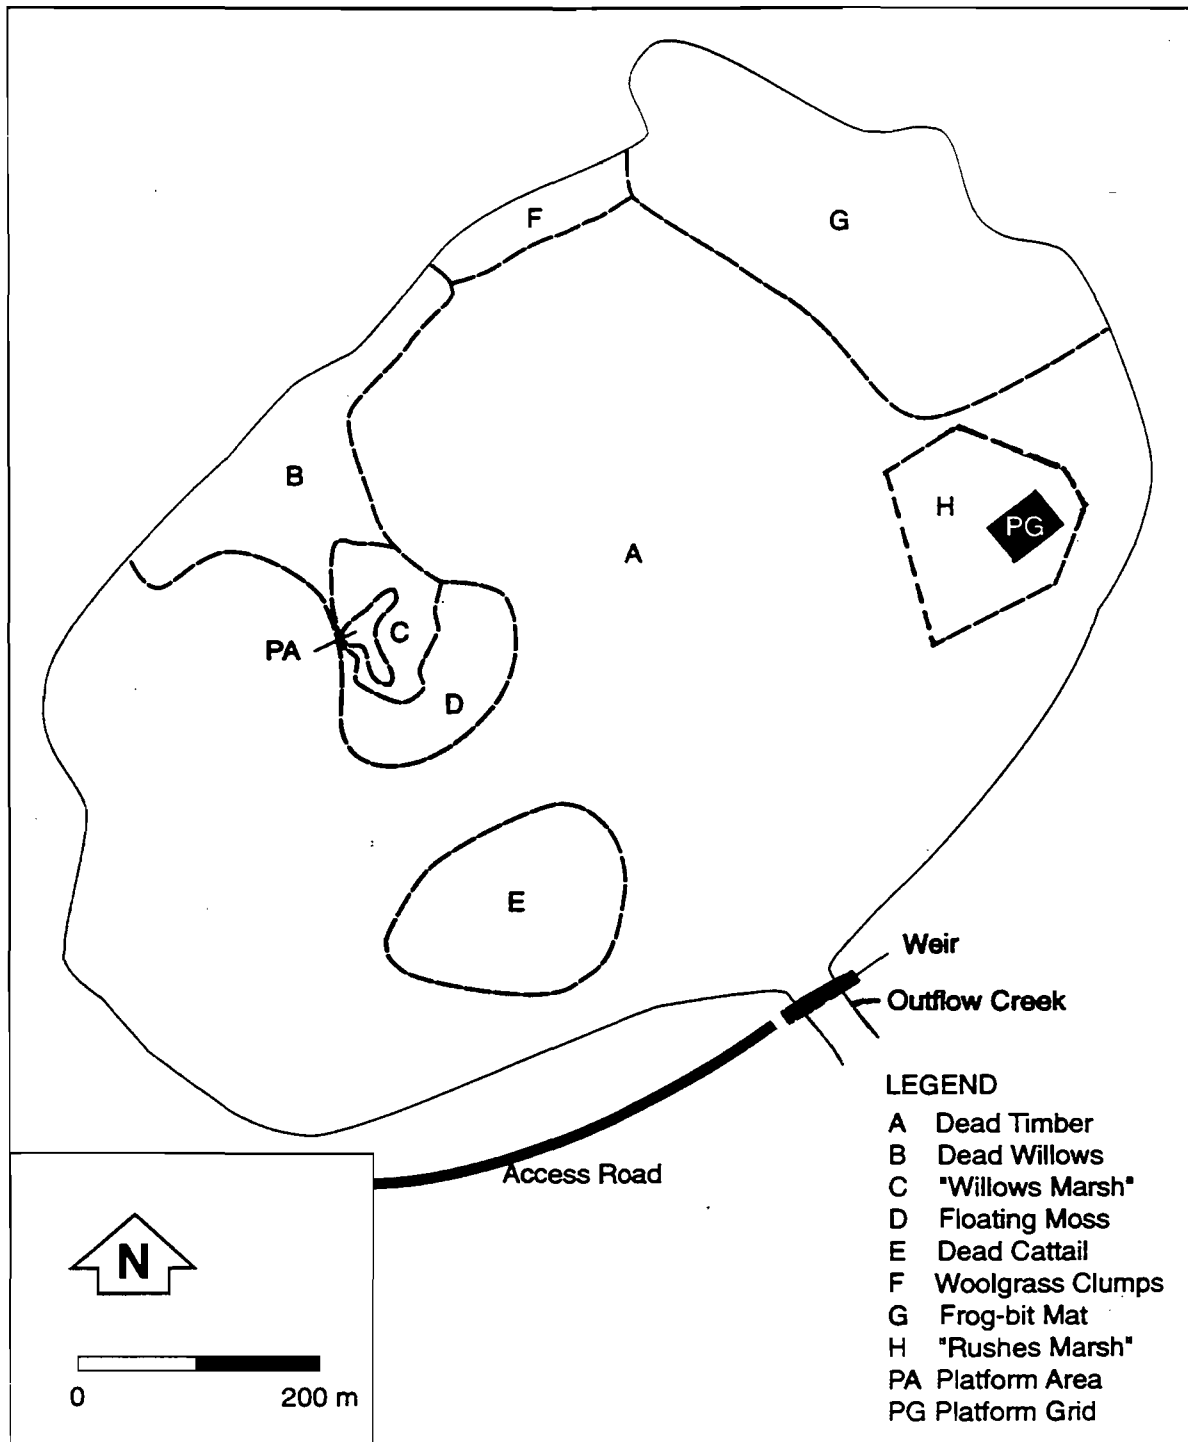 F
G
B
H
PG
A
C
PA
D
E
Weir
Outflow Creek
Access Road
LEGEND
A Dead Timber
B Dead Willows
C "Willows Marsh"
D Floating Moss
E Dead Cattail
F Woolgrass Clumps
G Frog-bit Mat
H "Rushes Marsh"
PA Platform Area
PG Platform Grid
N
0 200 m